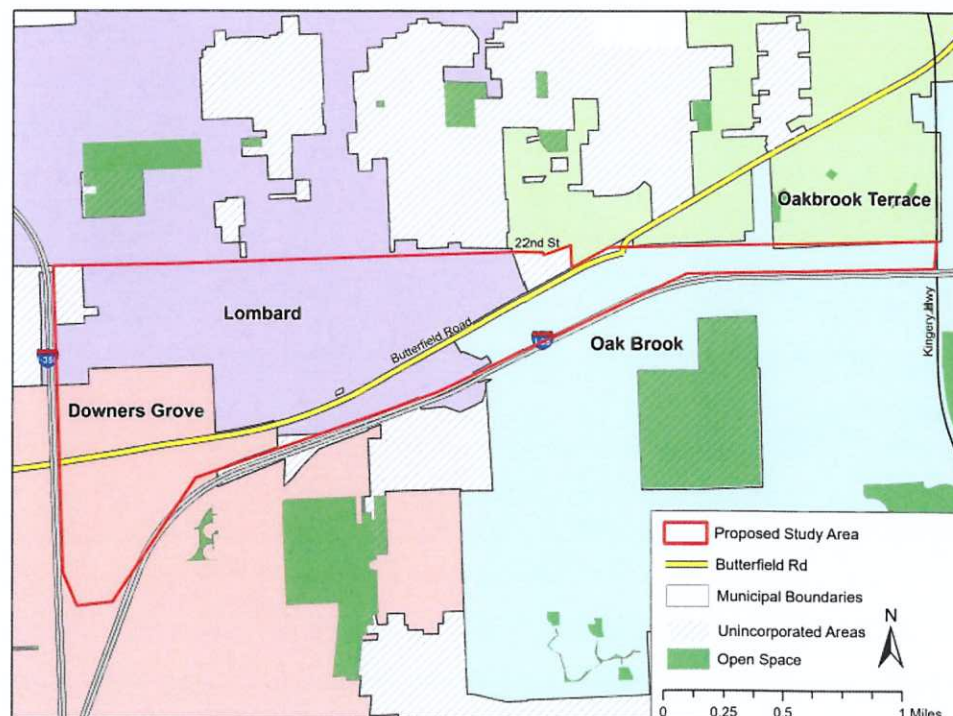 Oakbrook Terrace
22nd St
Lombard
Butterfield Road
Oak Brook
Kingery Hwy
Downers Grove
Proposed Study Area
Butterfield Rd
Municipal Boundaries
Unincorporated Areas
Open Space
N
0 0.25 0.5 1 Miles